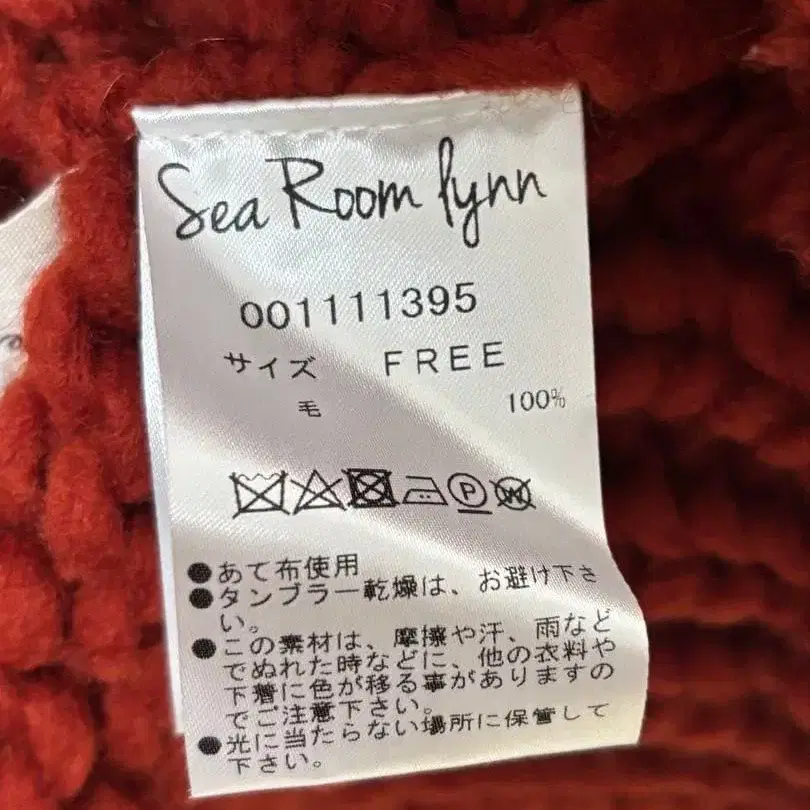 Sea Room lynn
001111395
サイズ FREE
毛 100%
P W
●あて布使用
●タンブラー乾燥は、お避け下さ
い。
●この素材は、摩擦や汗、雨など
でぬれた時などに、他の衣料や
下着に色が移る事がありますの
でご注意下さい。
●光に当たらない場所に保管して
下さい。